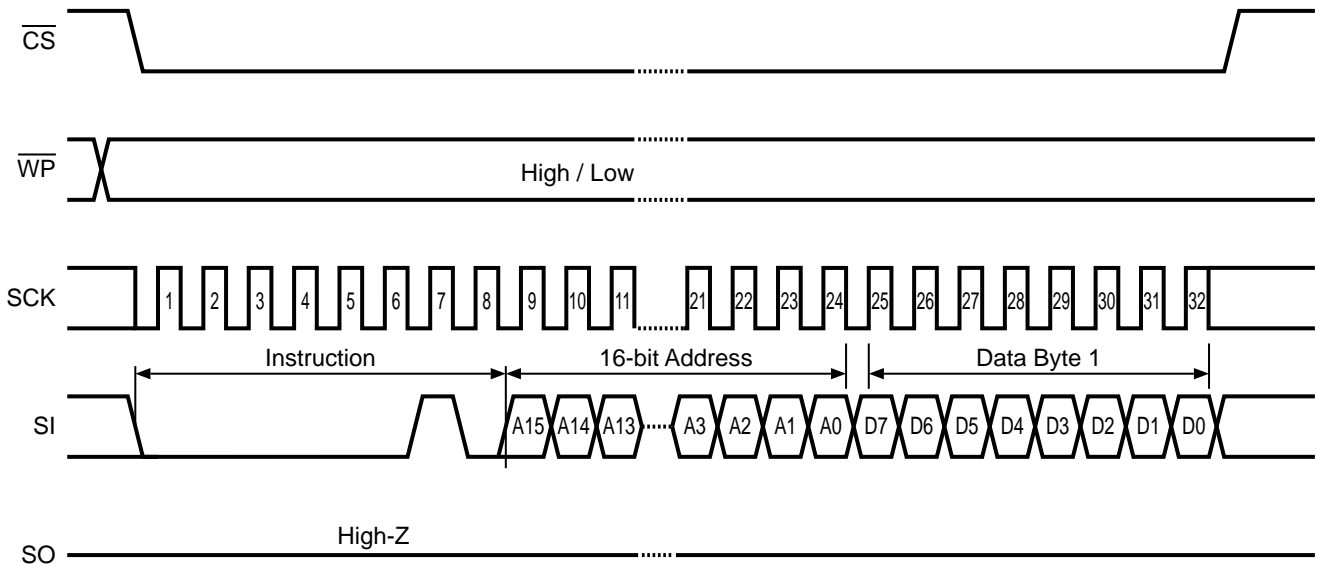 CS
WP
High / Low
SCK
1 2 3 4 5 6 7 8 9 10 11 21 22 23 24 25 26 27 28 29 30 31 32
Instruction 16-bit Address Data Byte 1
SI
A15 A14 A13 A3 A2 A1 A0 D7 D6 D5 D4 D3 D2 D1 D0
High-Z
SO